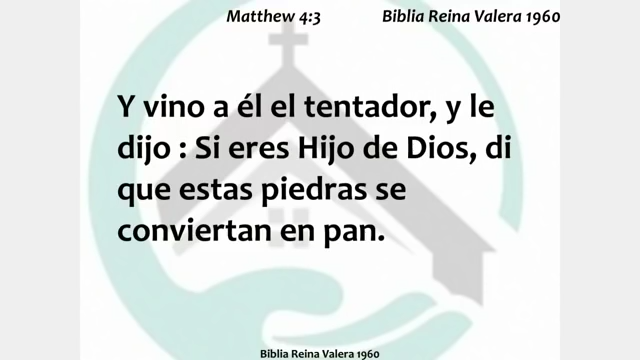 Matthew 4:3 Biblia Reina Valera 1960
Y vino a él el tentador, y le
dijo : Si eres Hijo de Dios, di
que estas piedras se
conviertan en pan.
Biblia Reina Valera 1960